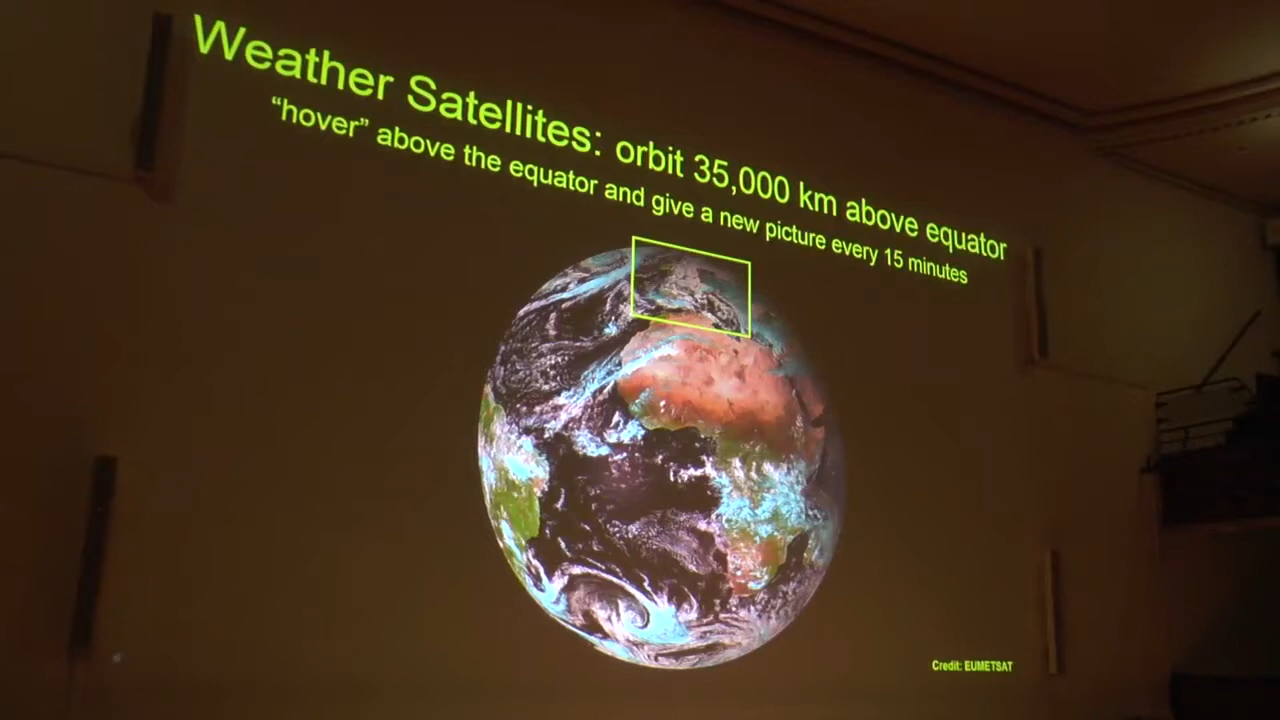 Weather Satellites: orbit 35,000 km above equator
“hover” above the equator and give a new picture every 15 minutes
Credit: EUMETSAT